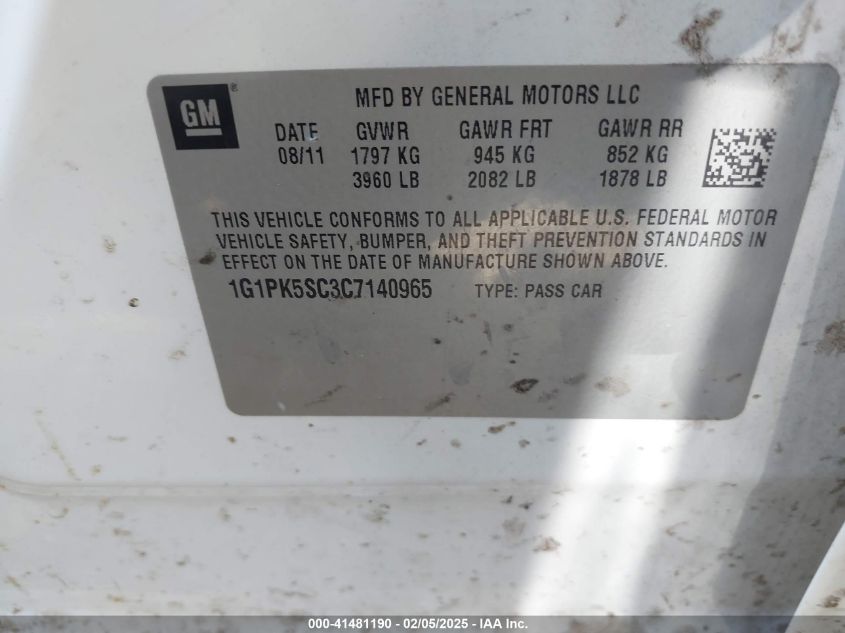 GM ®
MFD BY GENERAL MOTORS LLC
DATE GVWR GAWR FRT GAWR RR
08/11 1797 KG 945 KG 852 KG
3960 LB 2082 LB 1878 LB
THIS VEHICLE CONFORMS TO ALL APPLICABLE U.S. FEDERAL MOTOR
VEHICLE SAFETY, BUMPER, AND THEFT PREVENTION STANDARDS IN
EFFECT ON THE DATE OF MANUFACTURE SHOWN ABOVE.
1G1PK5SC3C7140965 TYPE: PASS CAR
000-41481190 - 02/05/2025 - IAA Inc.